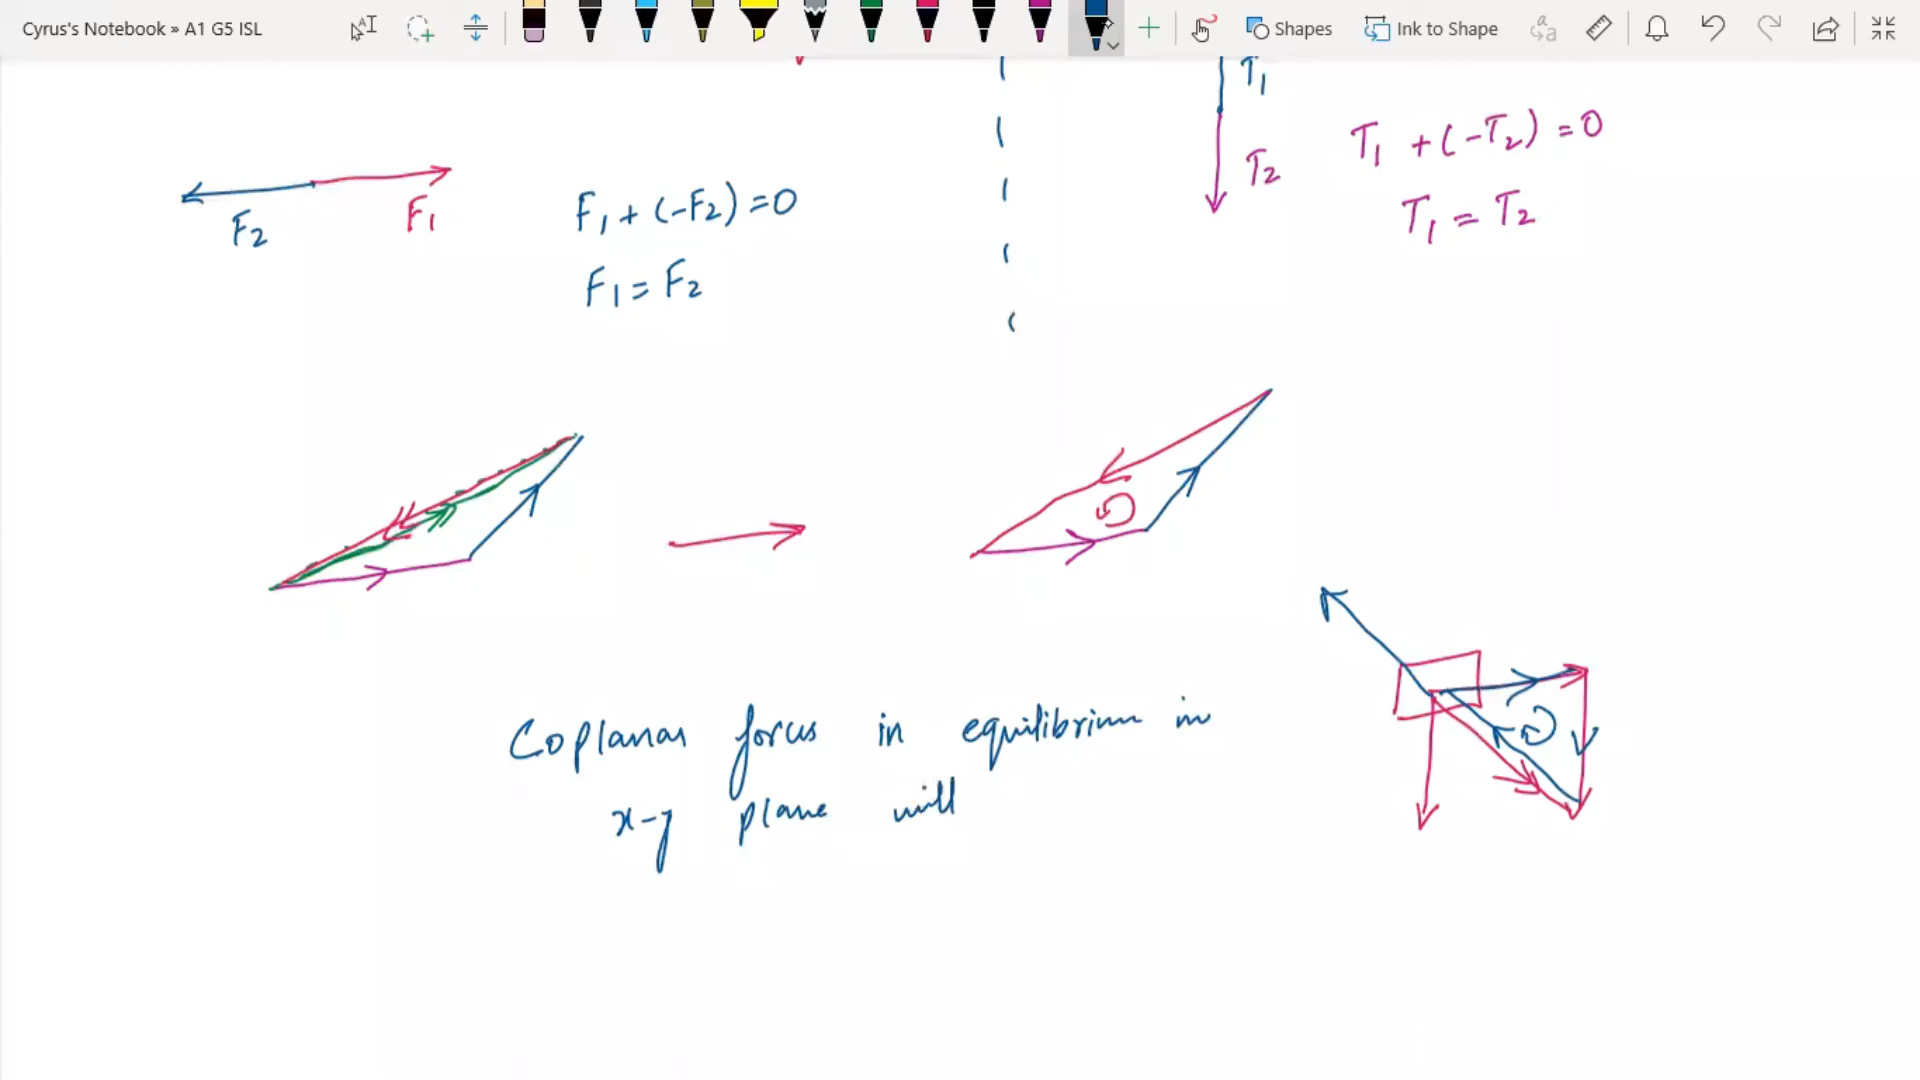 Cyrus's Notebook » A1 G5 ISL
Shapes
Ink to Shape
T1
T2
T1 + (-T2) = 0
T1 = T2
F2
F1
F1 + (-F2) = 0
F1 = F2
Coplanar forces in equilibrium in
x-y plane will